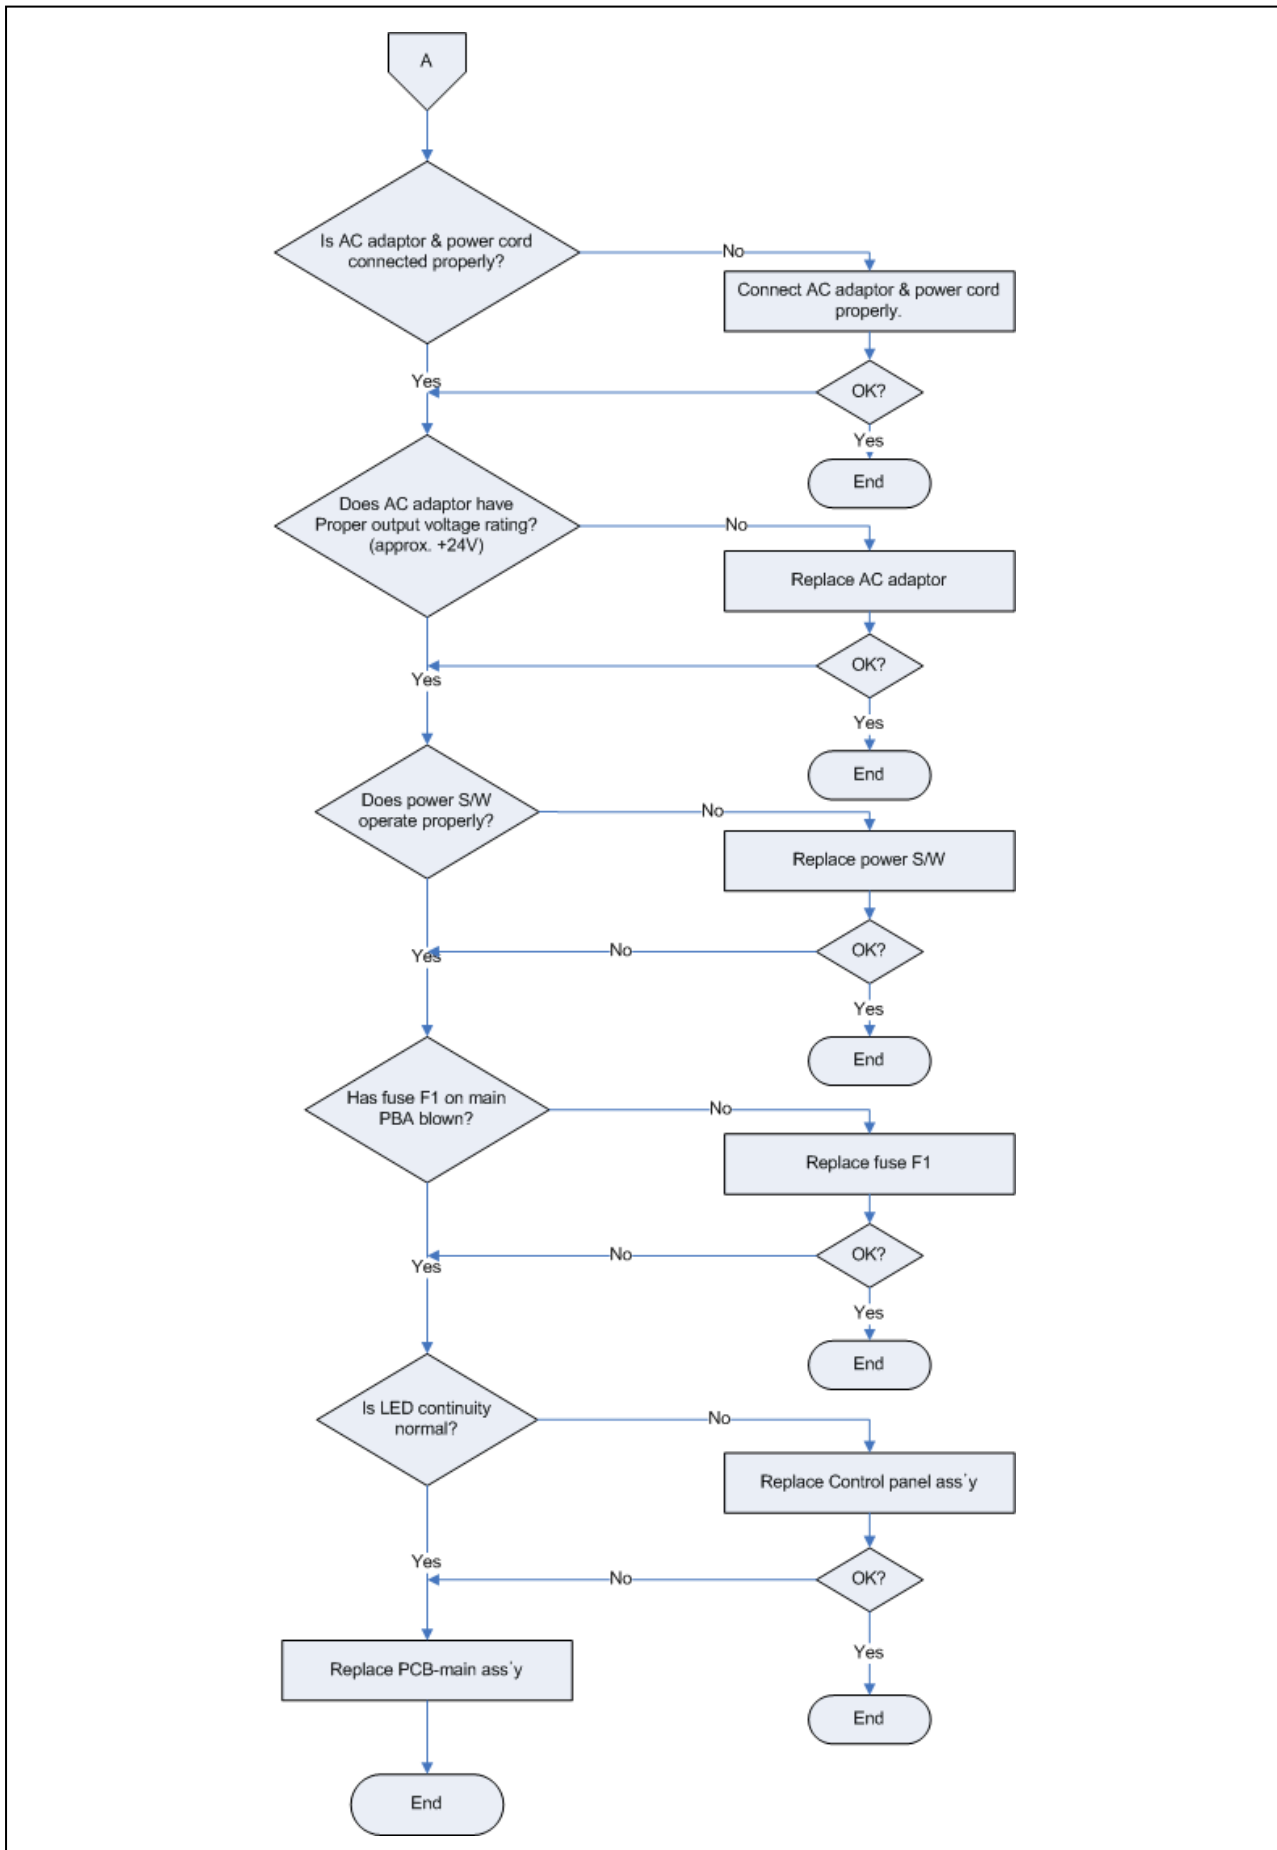 A
Is AC adaptor & power cord
connected properly?
No
Connect AC adaptor & power cord
properly.
Yes
OK?
Yes
End
Does AC adaptor have
Proper output voltage rating?
(approx. +24V)
No
Replace AC adaptor
OK?
Yes
Yes
End
Does power S/W
operate properly?
No
Replace power S/W
OK?
No
Yes
Yes
End
Has fuse F1 on main
PBA blown?
No
Replace fuse F1
OK?
No
Yes
Yes
End
Is LED continuity
normal?
No
Replace Control panel ass`y
Yes
OK?
No
Yes
Replace PCB-main ass`y
End
End